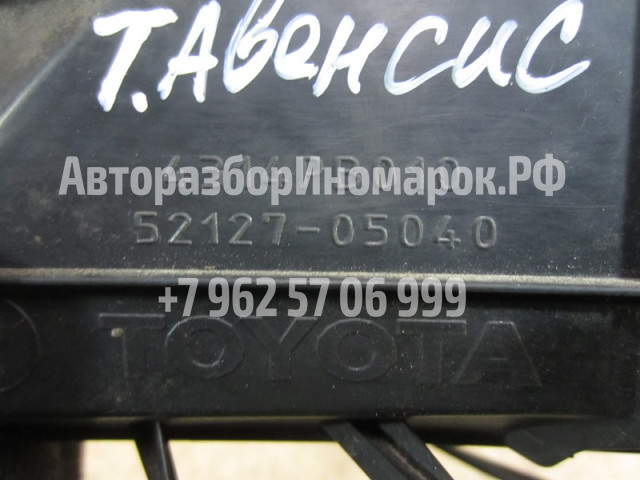 Т.АВЕНСИС
АвторазборИномарок.РФ
52127-05040
+7 962 57 06 999
TOYOTA